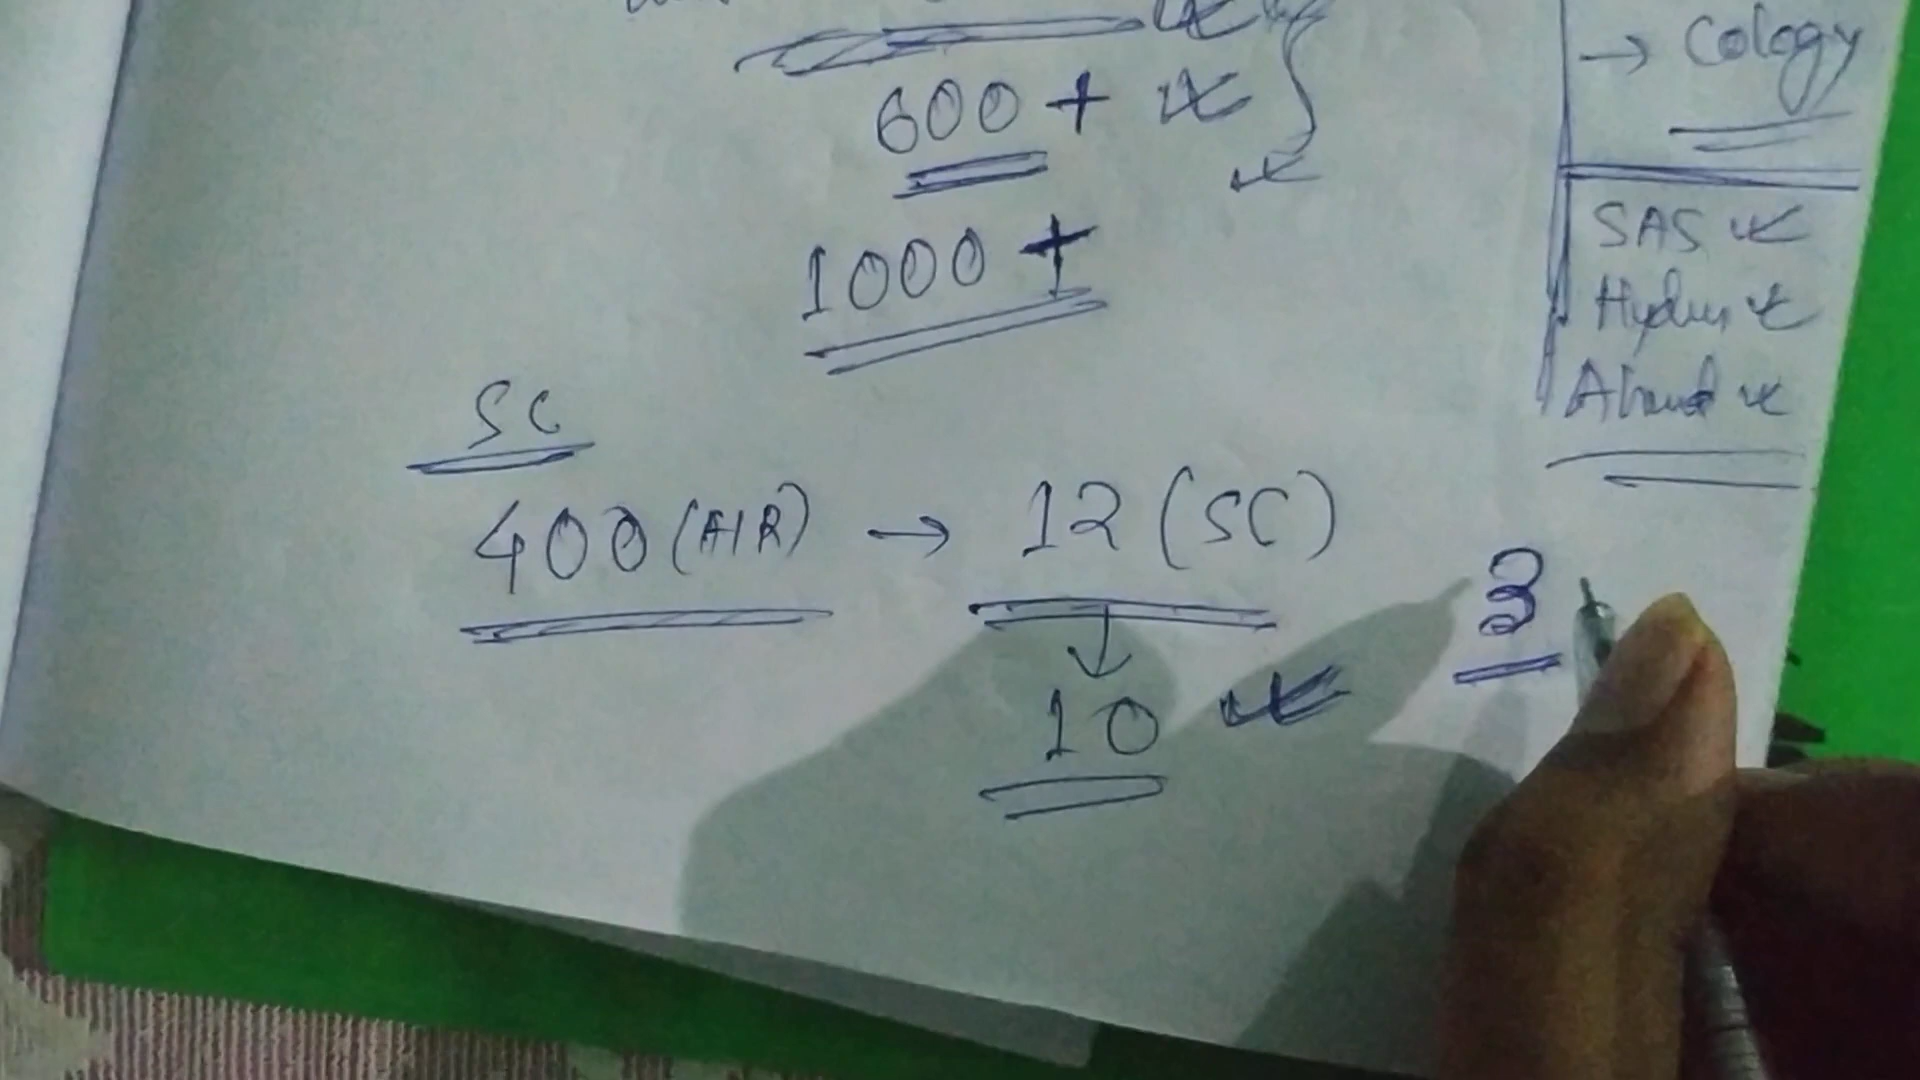 600 +
1000 +
SC
400 (AIR) → 12 (SC)
↓
10
3
→ Cology
SAS